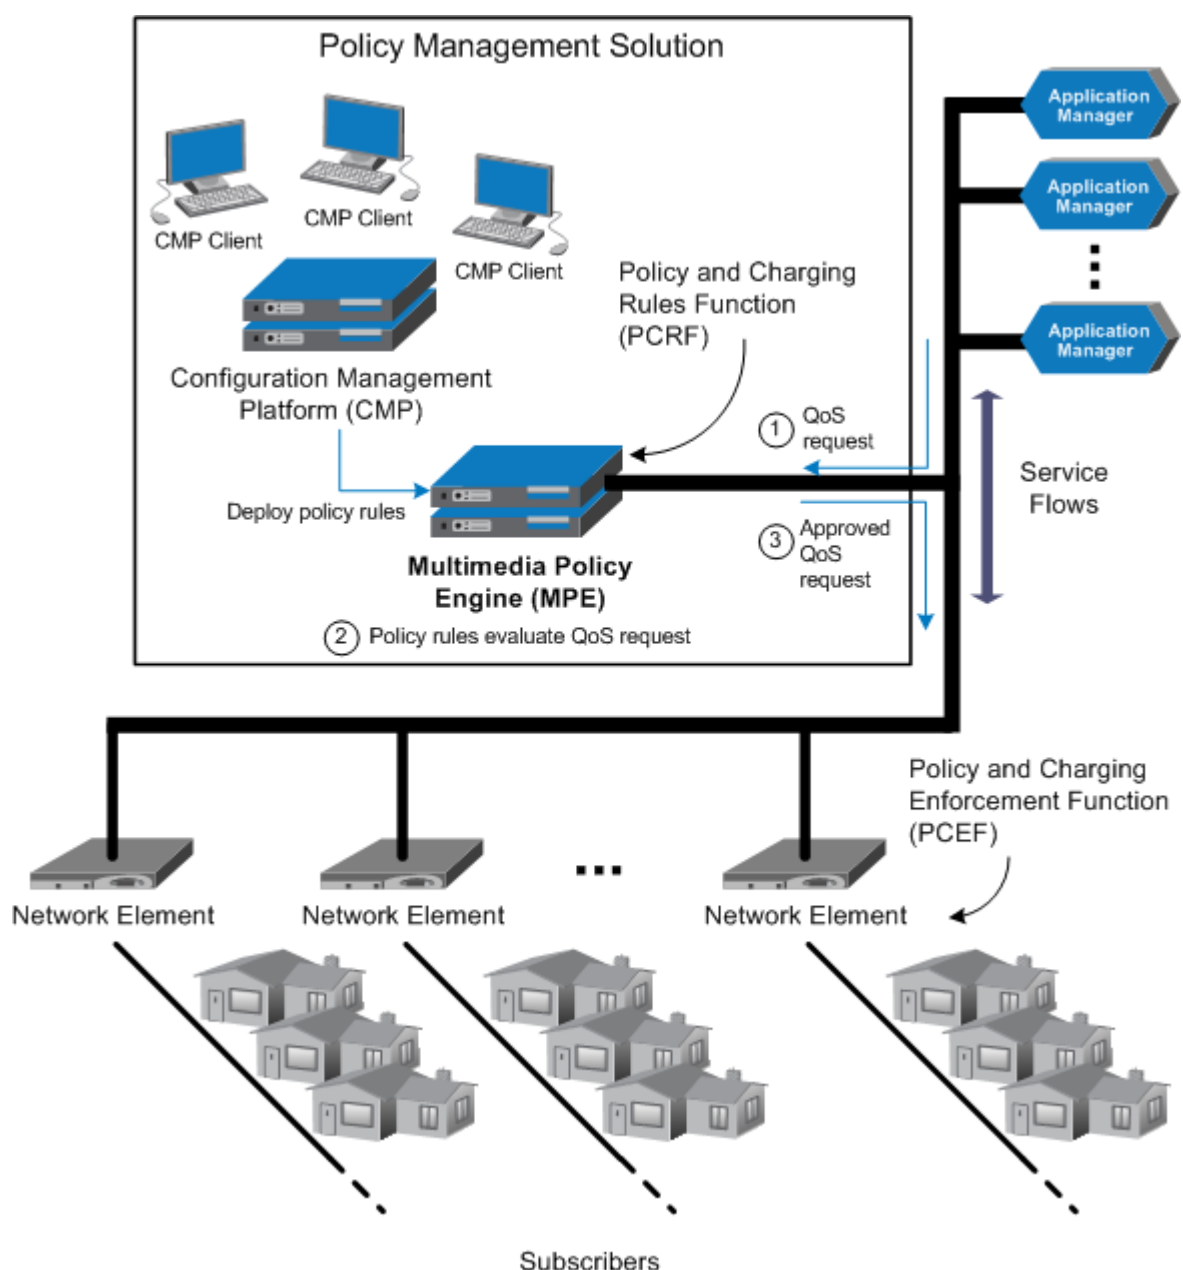 Policy Management Solution
CMP Client
CMP Client
CMP Client
Configuration Management
Platform (CMP)
Deploy policy rules
Multimedia Policy
Engine (MPE)
2 Policy rules evaluate QoS request
Policy and Charging
Rules Function
(PCRF)
1 QoS
request
3 Approved
QoS
request
Application
Manager
Application
Manager
Application
Manager
Service
Flows
Policy and Charging
Enforcement Function
(PCEF)
Network Element
Network Element
Network Element
Subscribers